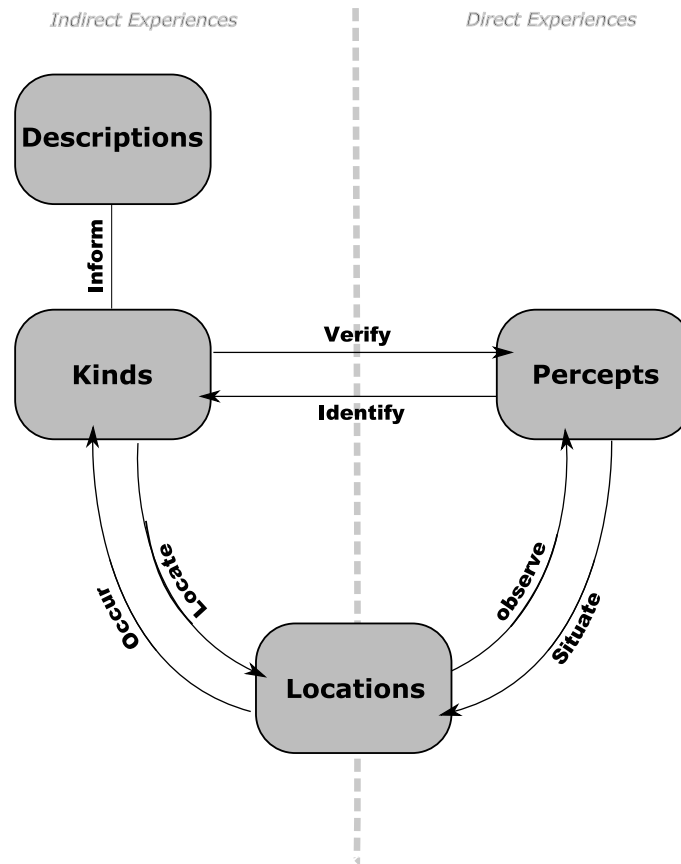 Indirect Experiences
Direct Experiences
Descriptions
Inform
Verify
Kinds
Percepts
Identify
Locate
Occur
observe
Situate
Locations